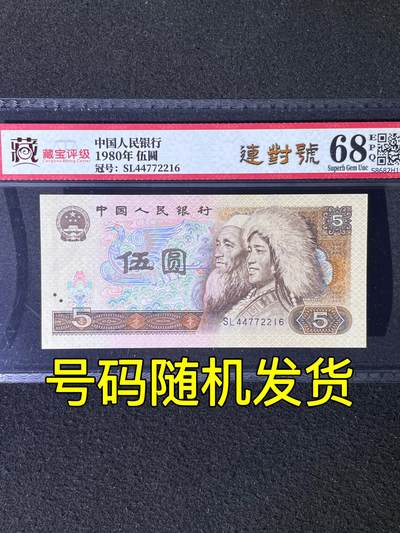 藏 藏宝评级
中国人民银行
1980年 伍圆
冠号: SL44772216
連對號
68 EPQ
Superb Gem Unc
中国人民银行
5
伍圆
SL44772216
5
5
号码随机发货